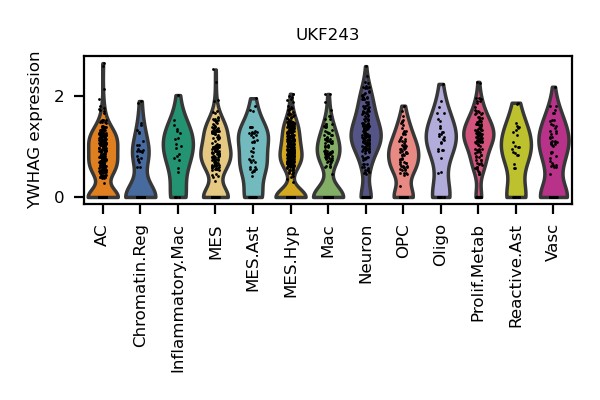 UKF243
YWHAG expression
2
0
AC
Chromatin.Reg
Inflammatory.Mac
MES
MES.Ast
MES.Hyp
Mac
Neuron
OPC
Oligo
Prolif.Metab
Reactive.Ast
Vasc